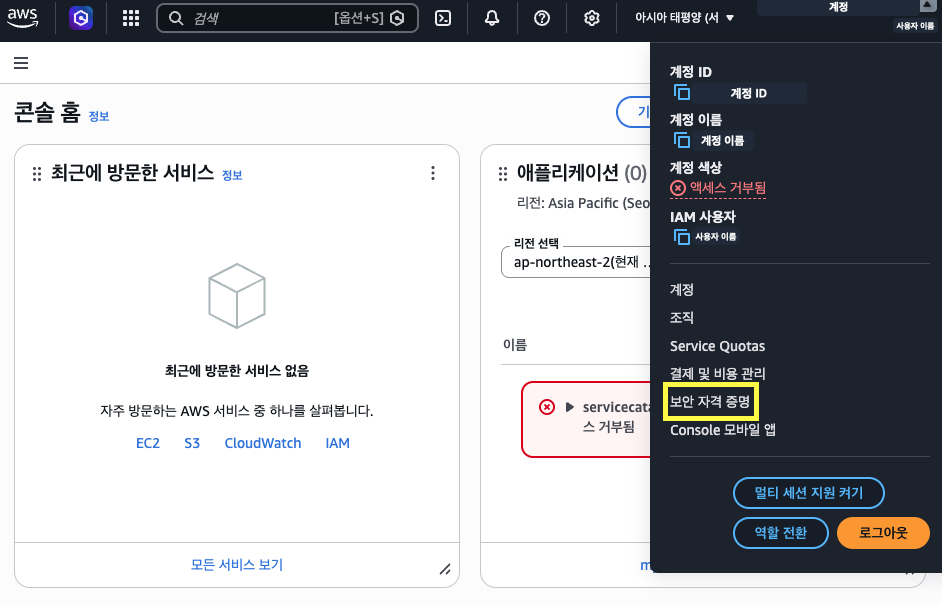 aws
검색 [옵션+S]
아시아 태평양 (서
계정
사용자 이름
콘솔 홈 정보
기
최근에 방문한 서비스 정보
최근에 방문한 서비스 없음
자주 방문하는 AWS 서비스 중 하나를 살펴봅니다.
EC2 S3 CloudWatch IAM
모든 서비스 보기
애플리케이션 (0)
리전: Asia Pacific (Seo
리전 선택
ap-northeast-2(현재 ...
이름
servicecata
스 거부됨
m
계정 ID
계정 ID
계정 이름
계정 이름
계정 색상
액세스 거부됨
IAM 사용자
사용자 이름
계정
조직
Service Quotas
결제 및 비용 관리
보안 자격 증명
Console 모바일 앱
멀티 세션 지원 켜기
역할 전환
로그아웃